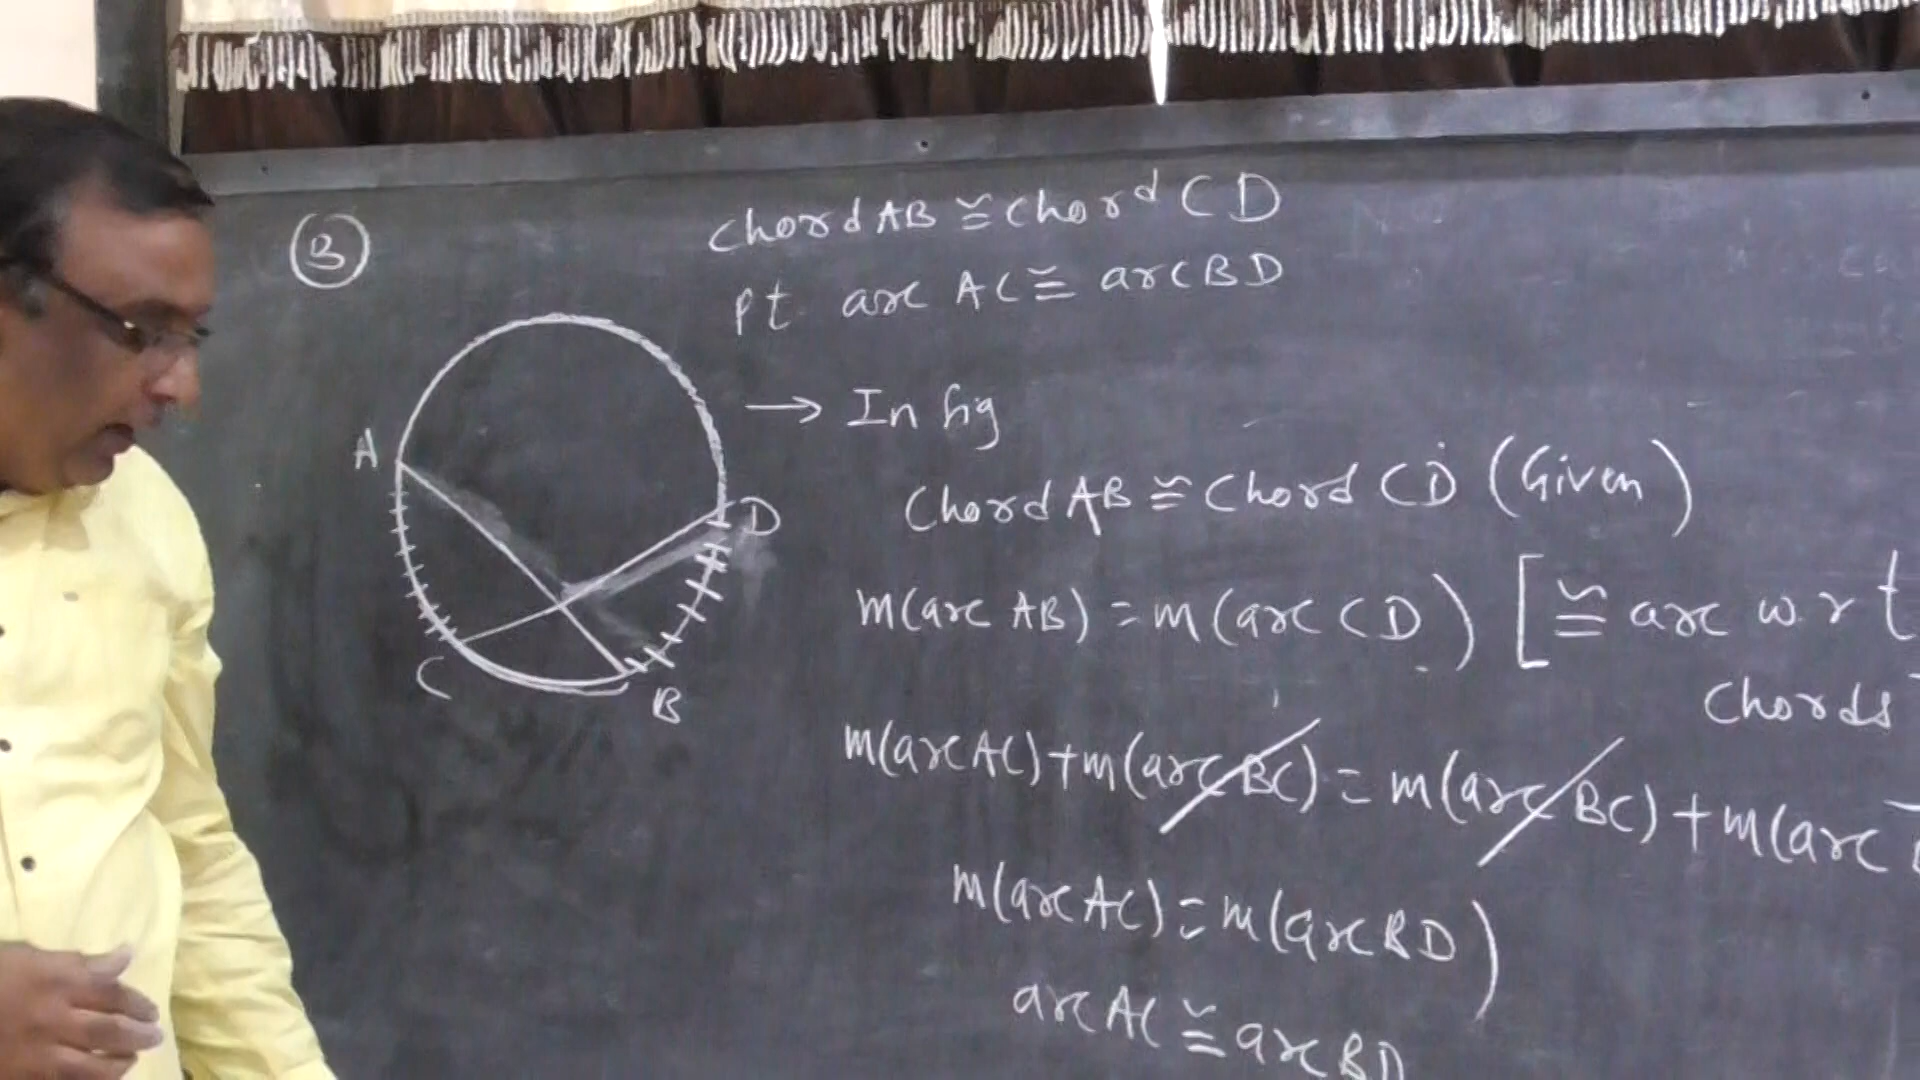 3
chord AB ≅ chord CD
pt arc AC ≅ arc BD
→ In fig
A
D
Chord AB ≅ Chord CD (Given)
m(arc AB) = m(arc CD) [≅ arc w.r.t
C
B
Chords
m(arc AC) + m(arc BC) = m(arc BC) + m(arc
m(arc AC) = m(arc BD)
arc AC ≅ arc BD